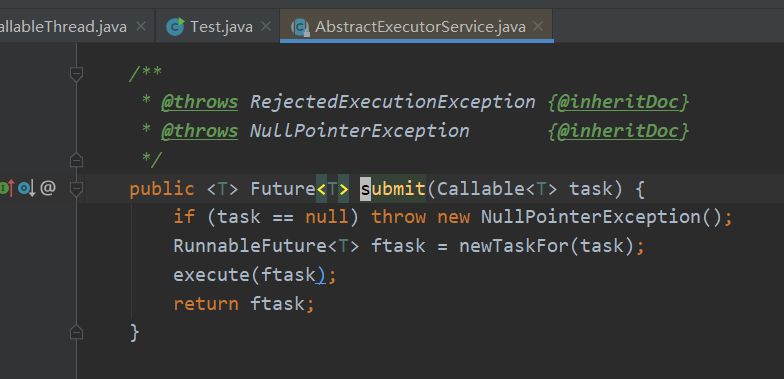 allableThread.java × Test.java × AbstractExecutorService.java ×
/**
* @throws RejectedExecutionException {@inheritDoc}
* @throws NullPointerException {@inheritDoc}
*/
public <T> Future<T> submit(Callable<T> task) {
if (task == null) throw new NullPointerException();
RunnableFuture<T> ftask = newTaskFor(task);
execute(ftask);
return ftask;
}